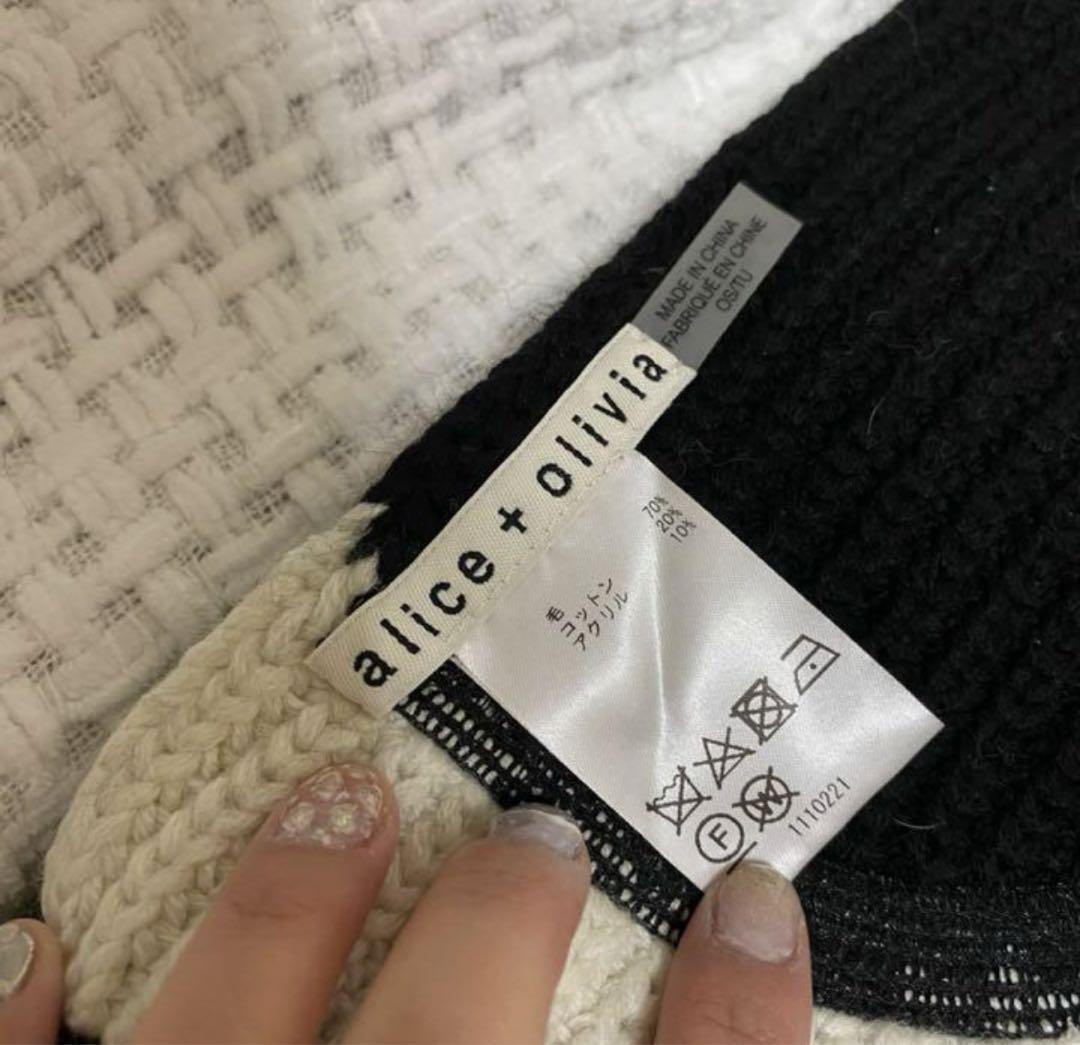 MADE IN CHINA
FABRIQUÉ EN CHINE
OS/TU
alice + olivia
毛 70%
コットン 20%
アクリル 10%
F
W
1110221